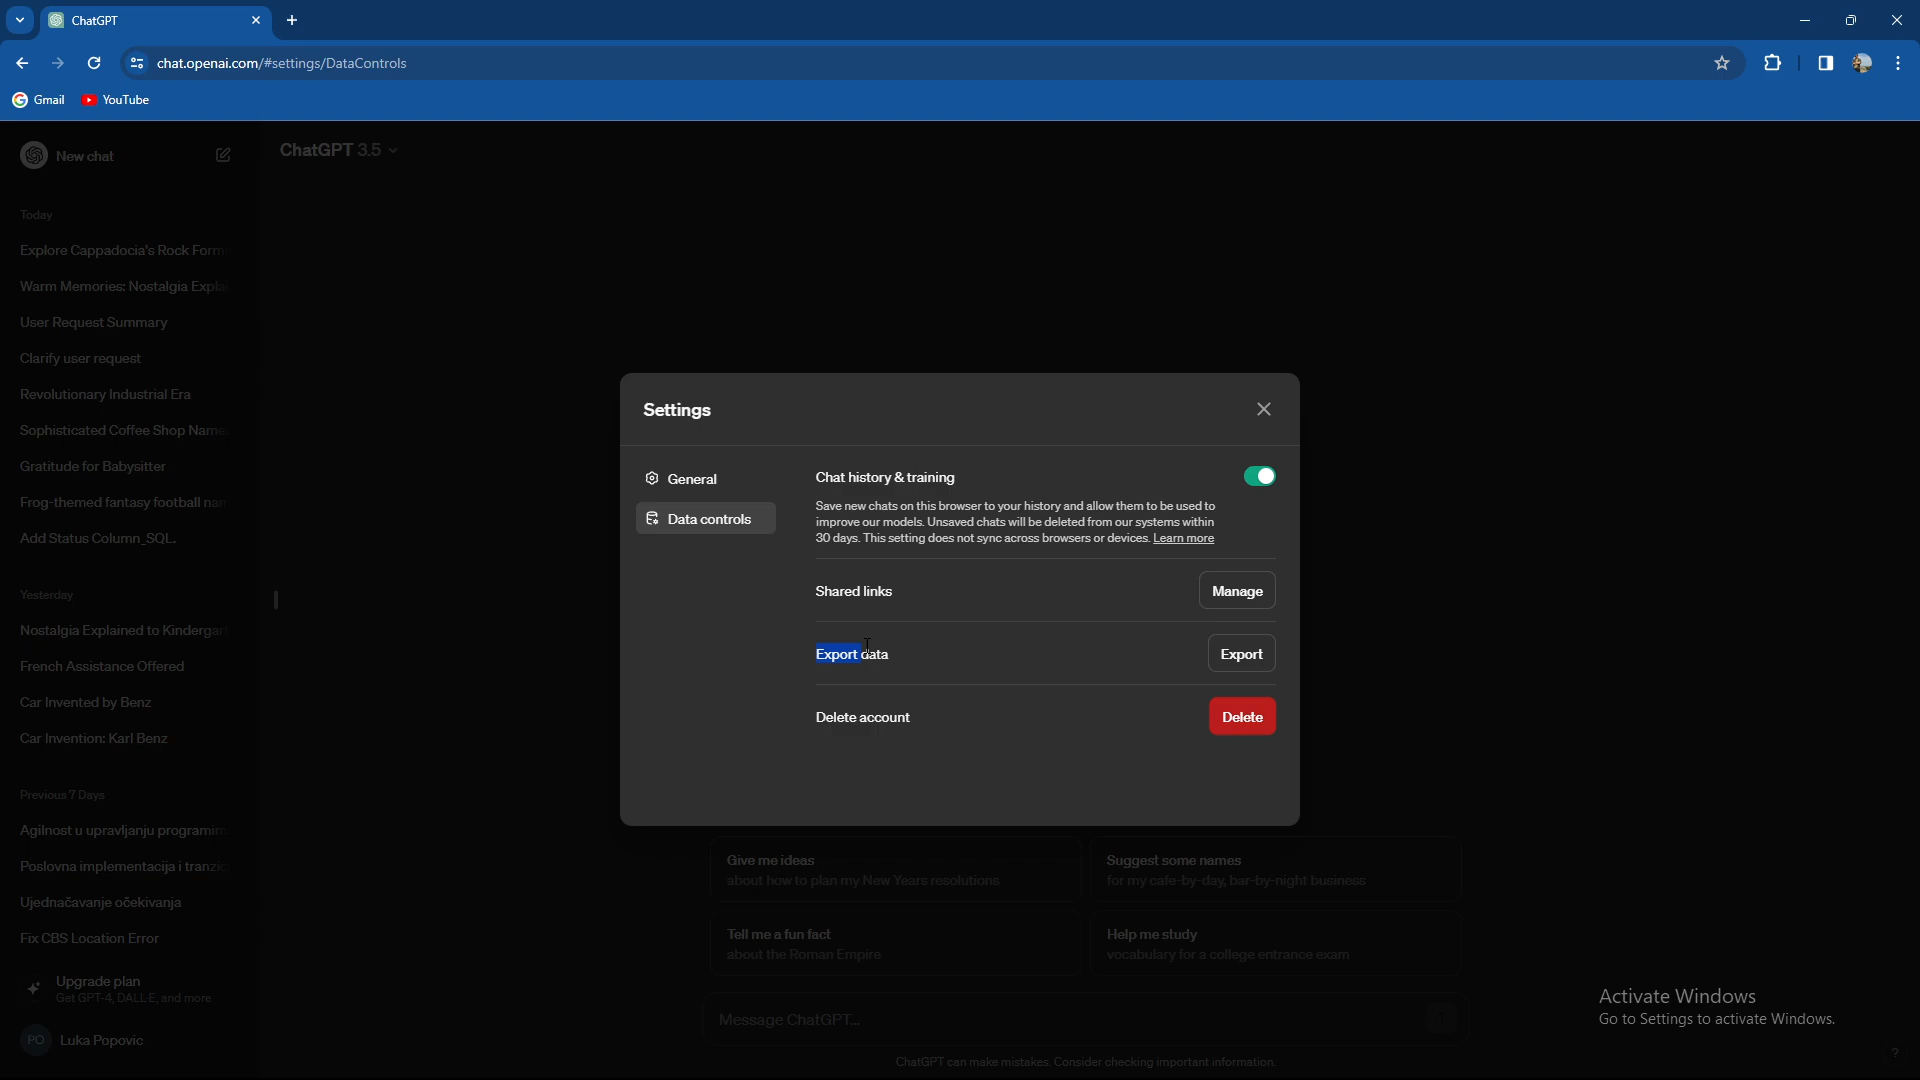 ChatGPT
chat.openai.com/#settings/DataControls
Gmail
YouTube
New chat
ChatGPT 3.5
Today
Explore Cappadocia's Rock Form
Warm Memories: Nostalgia Expla
User Request Summary
Clarify user request
Revolutionary Industrial Era
Sophisticated Coffee Shop Name
Gratitude for Babysitter
Frog-themed fantasy football nam
Add Status Column_SQL.
Yesterday
Nostalgia Explained to Kindergart
French Assistance Offered
Car Invented by Benz
Car Invention: Karl Benz
Previous 7 Days
Agilnost u upravljanju programim
Poslovna implementacija i tranzic
Ujednačavanje očekivanja
Fix CBS Location Error
Upgrade plan
Get GPT-4, DALL·E, and more
PO
Luka Popovic
Settings
General
Data controls
Chat history & training
Save new chats on this browser to your history and allow them to be used to
improve our models. Unsaved chats will be deleted from our systems within
30 days. This setting does not sync across browsers or devices. Learn more
Shared links
Manage
Export data
Export
Delete account
Delete
Give me ideas
about how to plan my New Years resolutions
Suggest some names
for my cafe-by-day, bar-by-night business
Tell me a fun fact
about the Roman Empire
Help me study
vocabulary for a college entrance exam
Message ChatGPT...
ChatGPT can make mistakes. Consider checking important information.
Activate Windows
Go to Settings to activate Windows.
?